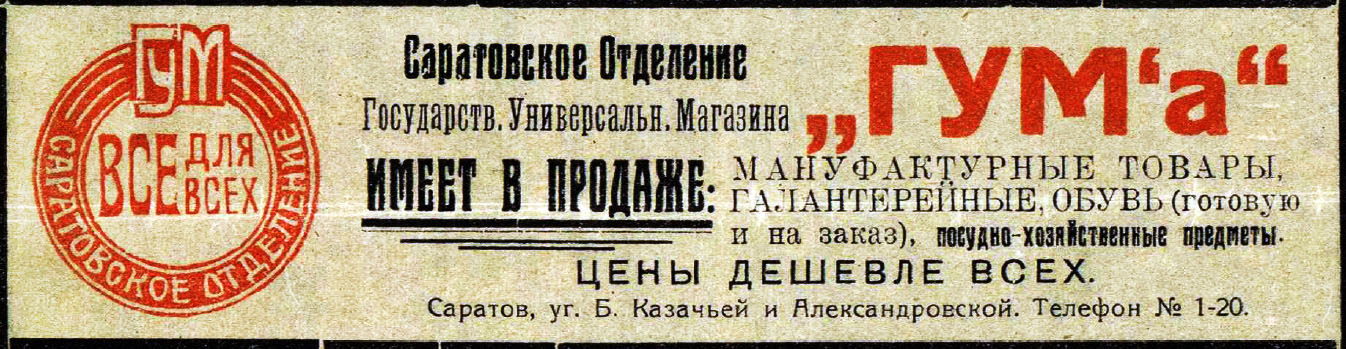 ГУМ
ВСЕ ДЛЯ ВСЕХ
САРАТОВСКОЕ ОТДЕЛЕНИЕ
Саратовское Отделение
Государств. Универсальн. Магазина
„ГУМ‘а“
ИМЕЕТ В ПРОДАЖЕ:
МАНУФАКТУРНЫЕ ТОВАРЫ,
ГАЛАНТЕРЕЙНЫЕ, ОБУВЬ (готовую
и на заказ), посудно-хозяйственные предметы.
ЦЕНЫ ДЕШЕВЛЕ ВСЕХ.
Саратов, уг. Б. Казачьей и Александровской. Телефон № 1-20.